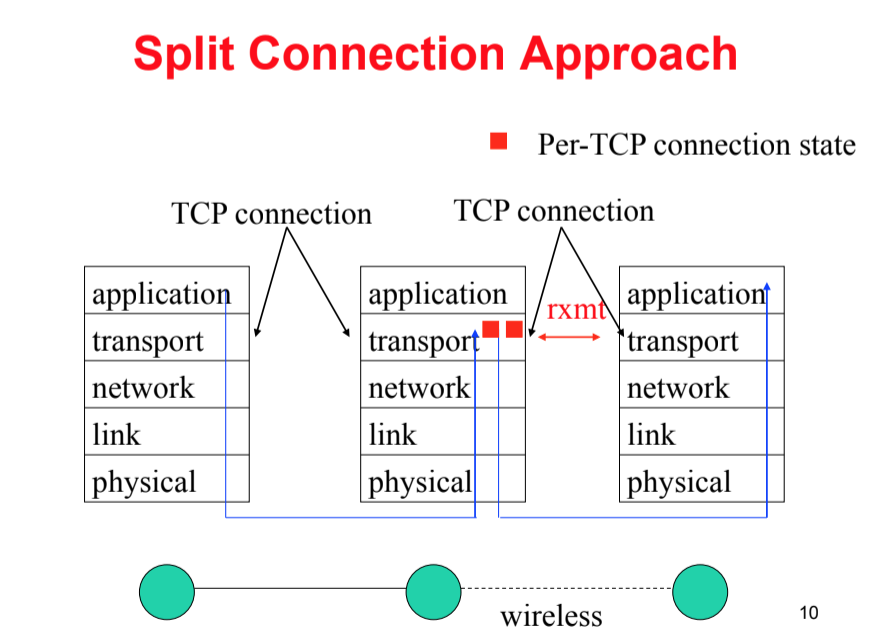 Split Connection Approach
Per-TCP connection state
TCP connection
TCP connection
application
transport
network
link
physical
application
transport
network
link
physical
rxmt
application
transport
network
link
physical
wireless
10